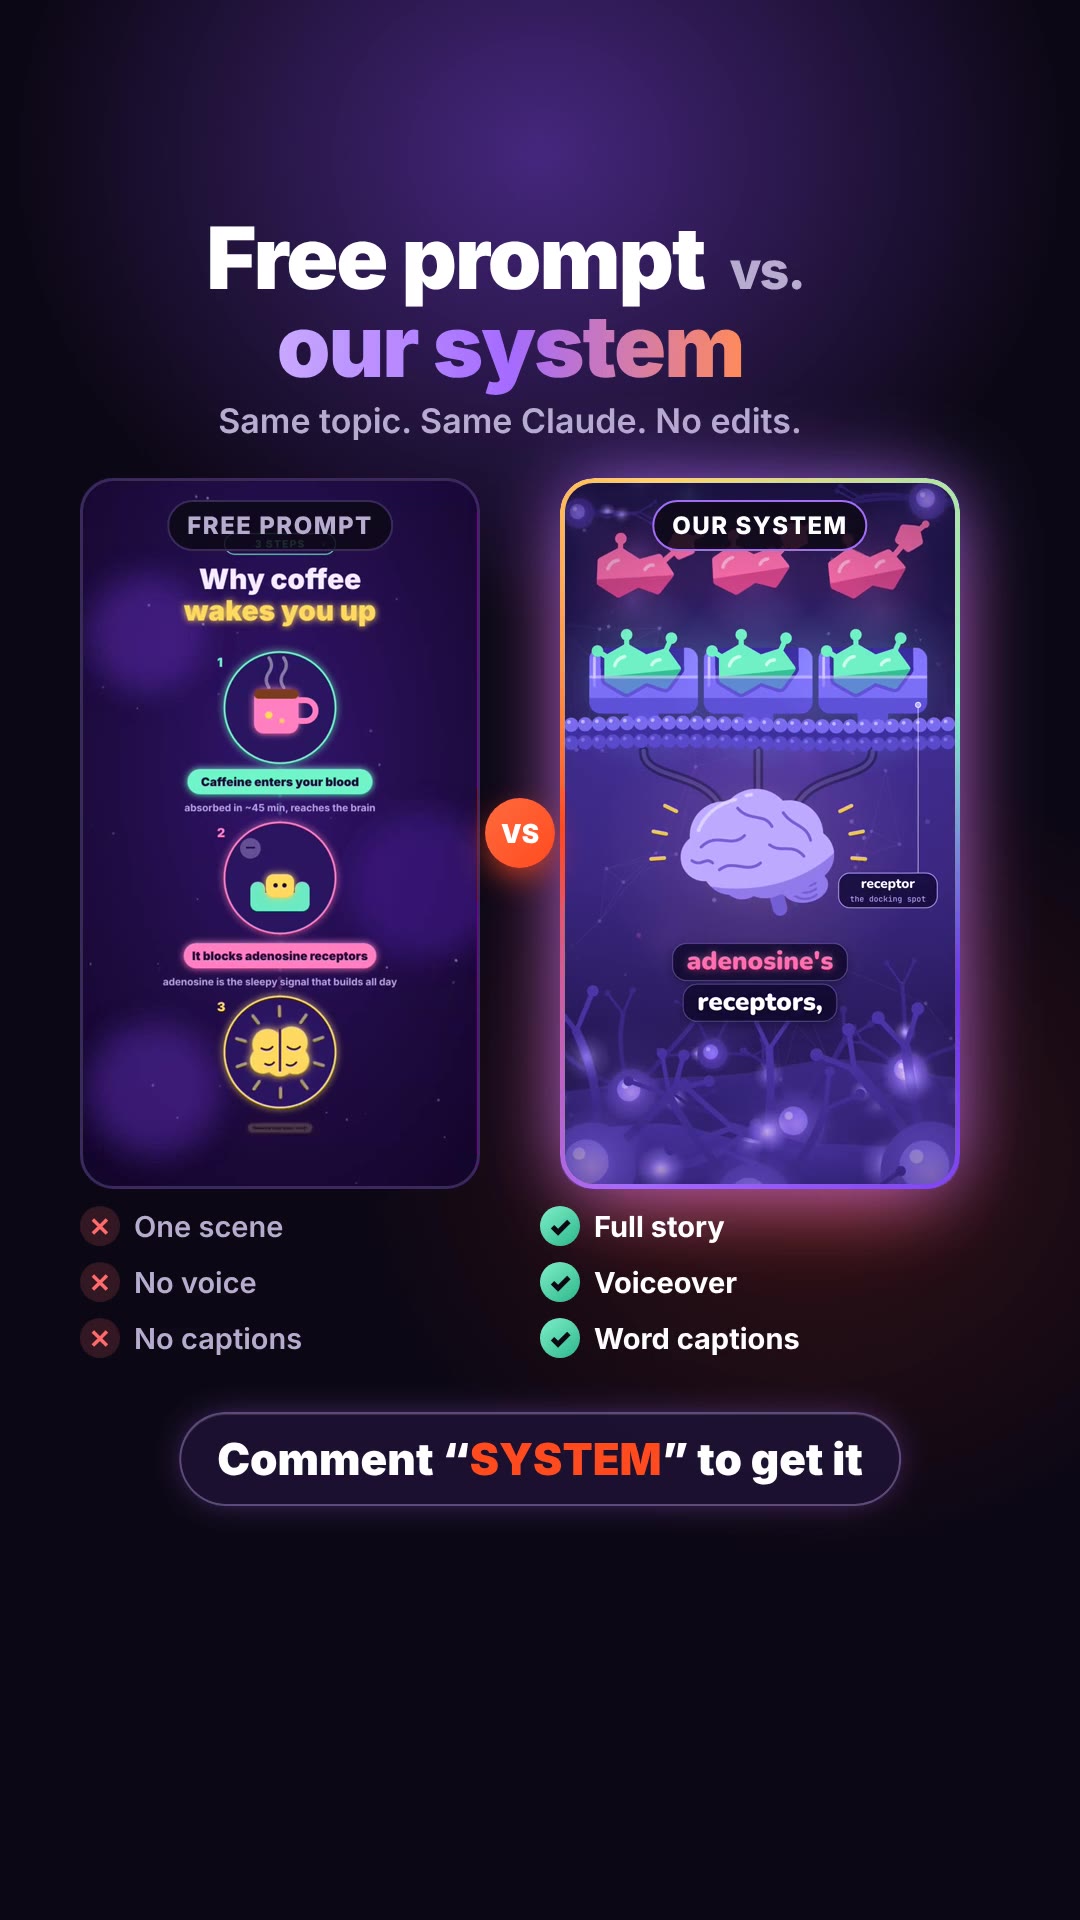 Free prompt vs.
our system
Same topic. Same Claude. No edits.
FREE PROMPT
3 STEPS
Why coffee
wakes you up
1
Caffeine enters your blood
absorbed in ~45 min, reaches the brain
2
It blocks adenosine receptors
adenosine is the sleepy signal that builds all day
3
VS
OUR SYSTEM
receptor
the docking spot
adenosine's
receptors,
One scene
No voice
No captions
Full story
Voiceover
Word captions
Comment “SYSTEM” to get it